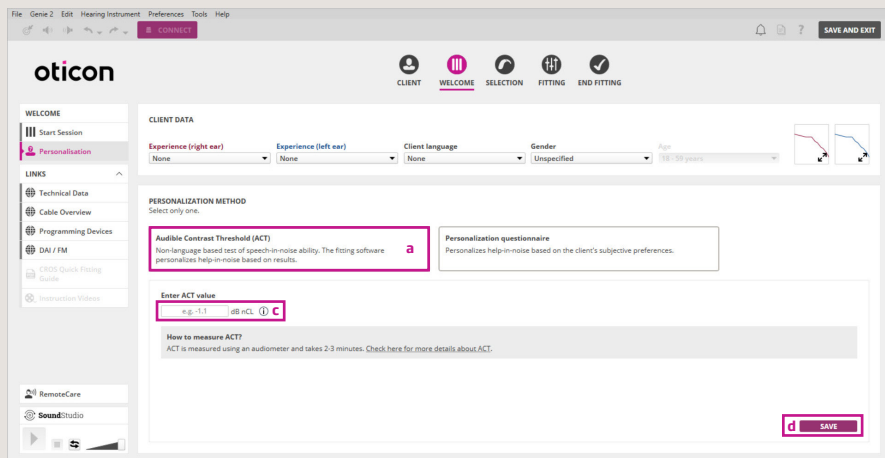 File Genie 2 Edit Hearing Instrument Preferences Tools Help
CONNECT
? SAVE AND EXIT
oticon
CLIENT WELCOME SELECTION FITTING END FITTING
WELCOME
Start Session
Personalisation
LINKS
Technical Data
Cable Overview
Programming Devices
DAI / FM
CROS Quick Fitting
Guide
Instruction Videos
RemoteCare
SoundStudio
CLIENT DATA
Experience (right ear) Experience (left ear) Client language Gender Age
None None None Unspecified 18 - 59 years
PERSONALIZATION METHOD
Select only one.
Audible Contrast Threshold (ACT)
Non-language based test of speech-in-noise ability. The fitting software
personalizes help-in-noise based on results.
a
Personalization questionnaire
Personalizes help-in-noise based on the client's subjective preferences.
Enter ACT value
e.g. -1.1 dB nCL i c
How to measure ACT?
ACT is measured using an audiometer and takes 2-3 minutes. Check here for more details about ACT.
d SAVE